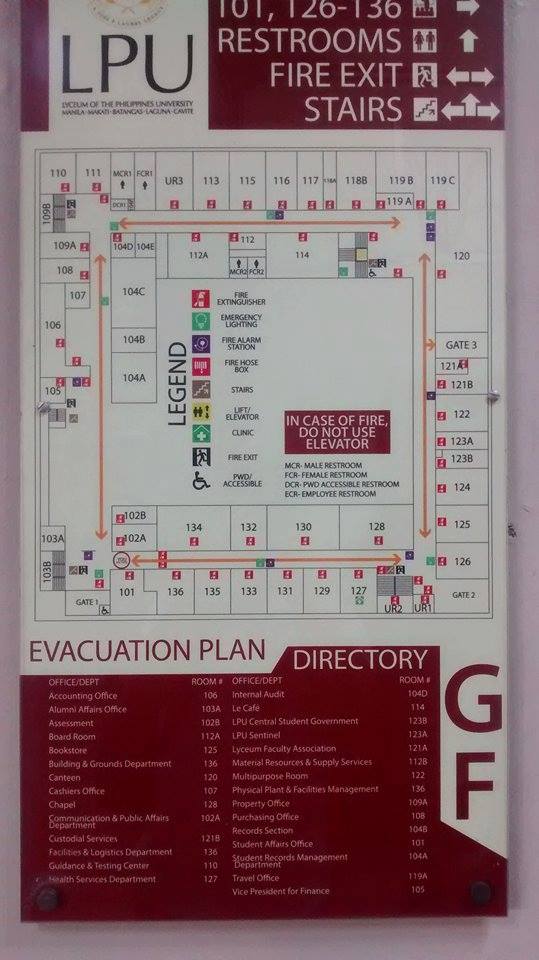 LPU
LYCEUM OF THE PHILIPPINES UNIVERSITY
MANILA·MAKATI·BATANGAS·LAGUNA·CAVITE
101, 126-136
RESTROOMS
FIRE EXIT
STAIRS
110 111 MCR1 FCR1 UR3 113 115 116 117 118A 118B 119 B 119 C
DCR1
119 A
109B
109A 104D 104E 112A 112 114 120
MCR2 FCR2
108
107 104C
106 104B
104A
105
GATE 3
121A
121B
122
123A
123B
124
125
126
LEGEND
FIRE EXTINGUISHER
EMERGENCY LIGHTING
FIRE ALARM STATION
FIRE HOSE BOX
STAIRS
LIFT/ ELEVATOR
CLINIC
FIRE EXIT
PWD/ ACCESSIBLE
IN CASE OF FIRE,
DO NOT USE
ELEVATOR
MCR- MALE RESTROOM
FCR- FEMALE RESTROOM
DCR- PWD ACCESSIBLE RESTROOM
ECR- EMPLOYEE RESTROOM
102B 134 132 130 128
102A
103A
103B
GATE 1 101 136 135 133 131 129 127 UR2 UR1 GATE 2
EVACUATION PLAN
DIRECTORY
GF
OFFICE/DEPT ROOM #
Accounting Office 106
Alumni Affairs Office 103A
Assessment 102B
Board Room 112A
Bookstore 125
Building & Grounds Department 136
Canteen 120
Cashiers Office 107
Chapel 128
Communication & Public Affairs Department 102A
Custodial Services 121B
Facilities & Logistics Department 136
Guidance & Testing Center 110
Health Services Department 127
OFFICE/DEPT ROOM #
Internal Audit 104D
Le Café 114
LPU Central Student Government 123B
LPU Sentinel 123A
Lyceum Faculty Association 121A
Material Resources & Supply Services 112B
Multipurpose Room 122
Physical Plant & Facilities Management 136
Property Office 109A
Purchasing Office 108
Records Section 104B
Student Affairs Office 101
Student Records Management Department 104A
Travel Office 119A
Vice President for Finance 105